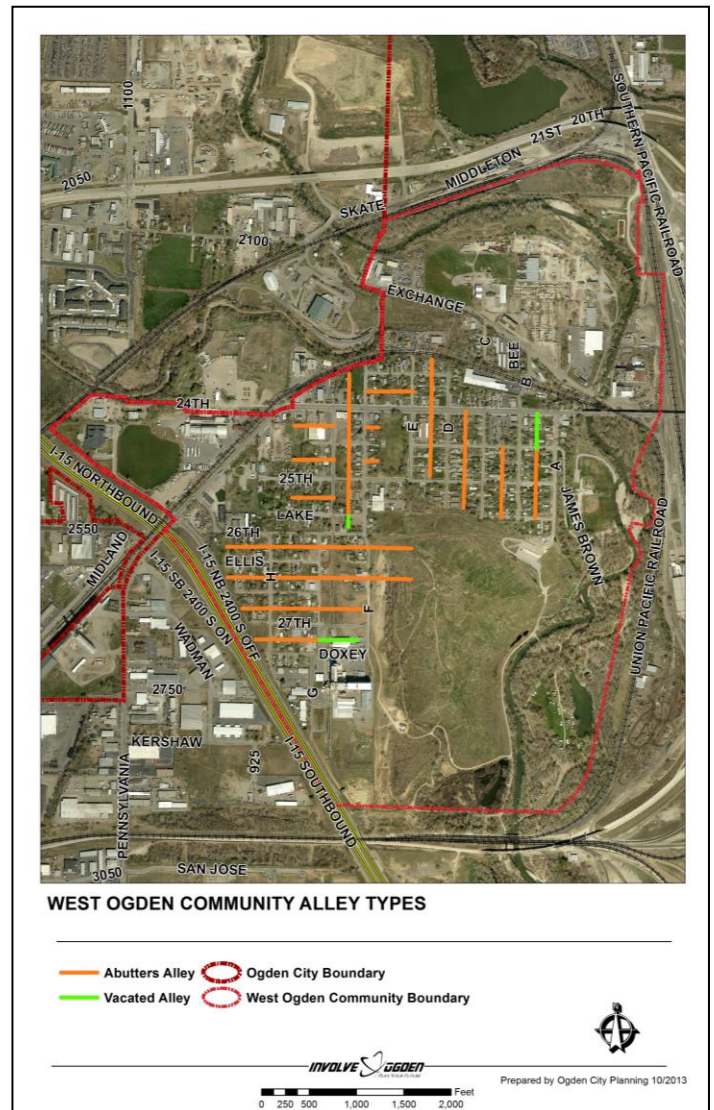 1100
SOUTHERN PACIFIC RAILROAD
20TH
21ST
MIDDLETON
2050
SKATE
2100
EXCHANGE
C
BEE
B
24TH
E
D
A
25TH
I-15 NORTHBOUND
LAKE
JAMES BROWN
2550
26TH
MIDLAND
ELLIS
H
I-15 NB 2400 S OFF
I-15 SB 2400 S ON
F
27TH
UNION PACIFIC RAILROAD
WADMAN
DOXEY
2750
G
KERSHAW
925
I-15 SOUTHBOUND
PENNSYLVANIA
3050
SAN JOSE
WEST OGDEN COMMUNITY ALLEY TYPES
Abutters Alley
Ogden City Boundary
Vacated Alley
West Ogden Community Boundary
INVOLVE OGDEN
PLAN YOUR FUTURE
Prepared by Ogden City Planning 10/2013
Feet
0 250 500 1,000 1,500 2,000